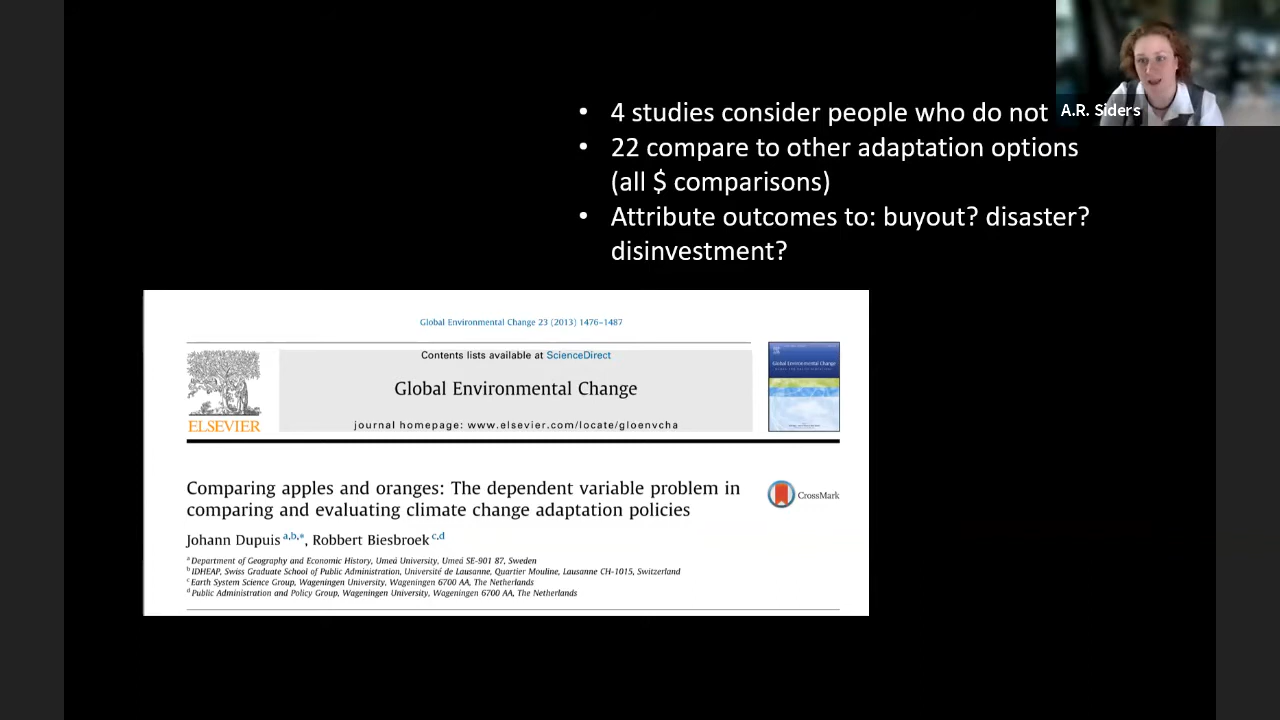 • 4 studies consider people who do not
A.R. Siders
• 22 compare to other adaptation options
(all $ comparisons)
• Attribute outcomes to: buyout? disaster?
disinvestment?
Global Environmental Change 23 (2013) 1476–1487
Contents lists available at ScienceDirect
Global Environmental Change
journal homepage: www.elsevier.com/locate/gloenvcha
ELSEVIER
Global Environmental Change
Comparing apples and oranges: The dependent variable problem in
comparing and evaluating climate change adaptation policies
CrossMark
Johann Dupuis a,b,*, Robbert Biesbroek c,d
a Department of Geography and Economic History, Umeå University, Umeå SE-901 87, Sweden
b IDHEAP, Swiss Graduate School of Public Administration, Université de Lausanne, Quartier Mouline, Lausanne CH-1015, Switzerland
c Earth System Science Group, Wageningen University, Wageningen 6700 AA, The Netherlands
d Public Administration and Policy Group, Wageningen University, Wageningen 6700 AA, The Netherlands